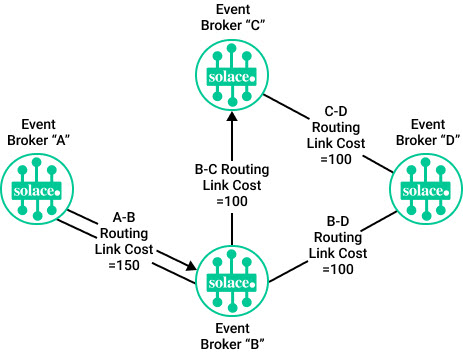 Event
Broker “C”
solace.
C-D
Routing
Link Cost
=100
Event
Broker “A”
solace.
Event
Broker “D”
solace.
B-C Routing
Link Cost
=100
A-B
Routing
Link Cost
=150
B-D
Routing
Link Cost
=100
solace.
Event
Broker “B”